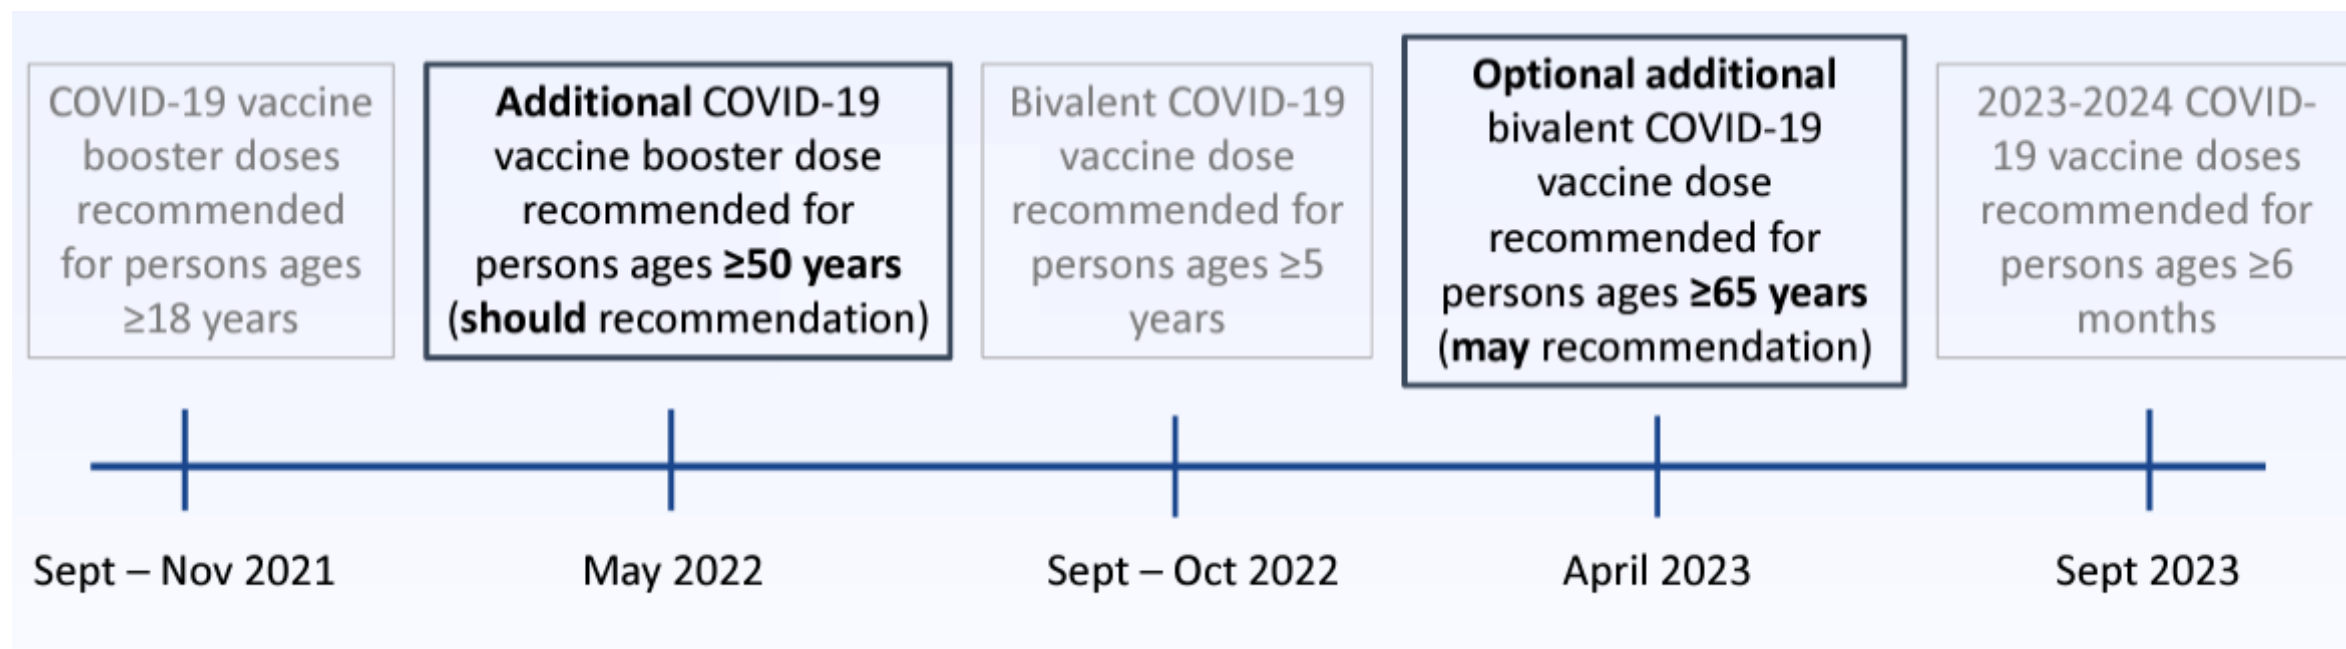 COVID-19 vaccine
booster doses
recommended
for persons ages
≥18 years
Additional COVID-19
vaccine booster dose
recommended for
persons ages ≥50 years
(should recommendation)
Bivalent COVID-19
vaccine dose
recommended for
persons ages ≥5
years
Optional additional
bivalent COVID-19
vaccine dose
recommended for
persons ages ≥65 years
(may recommendation)
2023-2024 COVID-
19 vaccine doses
recommended for
persons ages ≥6
months
Sept – Nov 2021
May 2022
Sept – Oct 2022
April 2023
Sept 2023